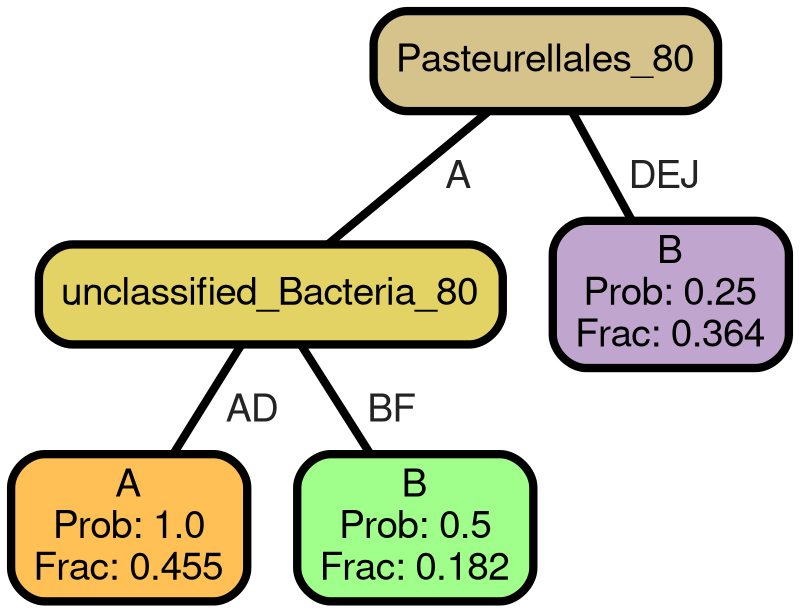 Pasteurellales_80
A
DEJ
unclassified_Bacteria_80
B
Prob: 0.25
Frac: 0.364
AD
BF
A
Prob: 1.0
Frac: 0.455
B
Prob: 0.5
Frac: 0.182